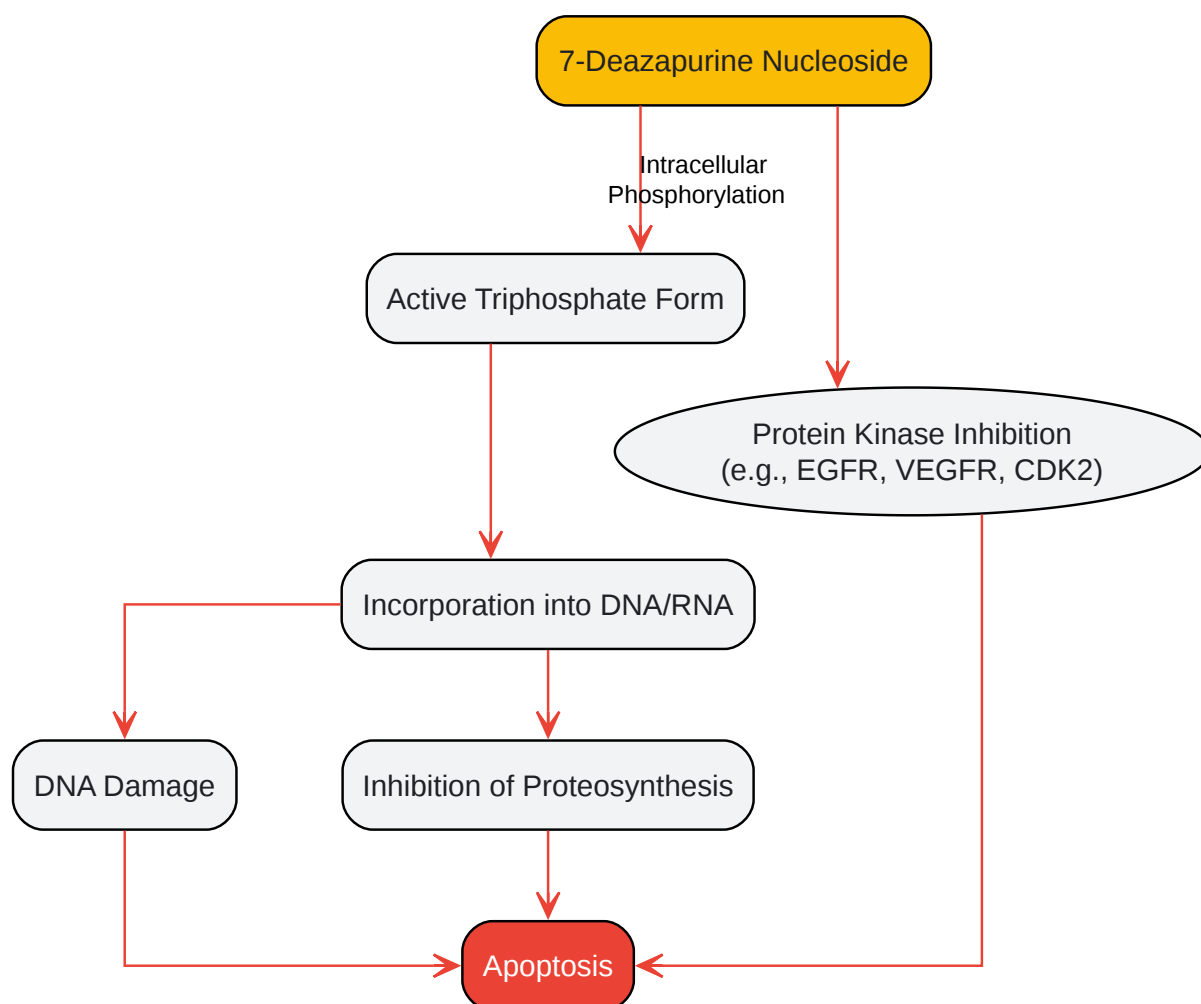 7-Deazapurine Nucleoside
Intracellular
Phosphorylation
Active Triphosphate Form
Protein Kinase Inhibition
(e.g., EGFR, VEGFR, CDK2)
Incorporation into DNA/RNA
DNA Damage
Inhibition of Proteosynthesis
Apoptosis